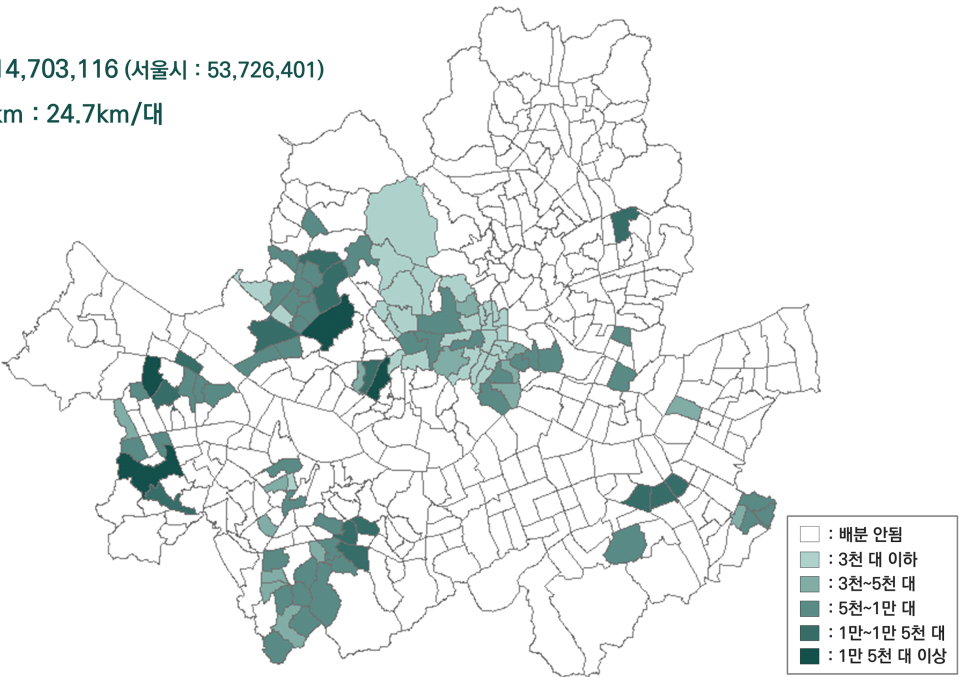 14,703,116 (서울시 : 53,726,401)
km : 24.7km/대
: 배분 안됨
: 3천 대 이하
: 3천~5천 대
: 5천~1만 대
: 1만~1만 5천 대
: 1만 5천 대 이상